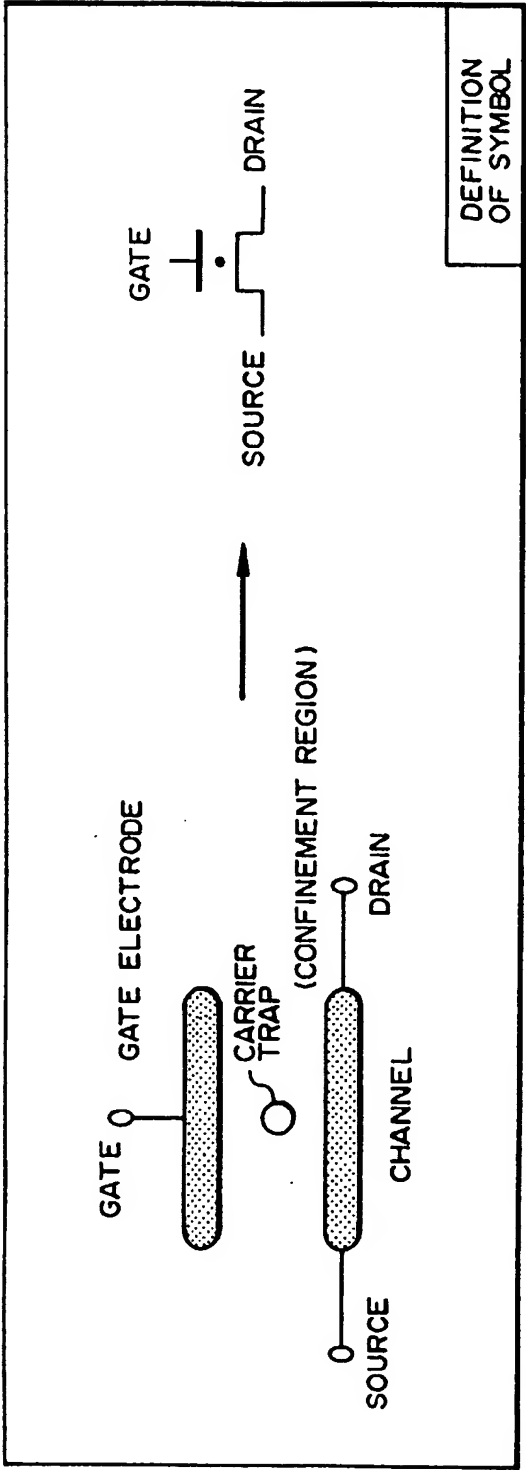 GATE
GATE ELECTRODE
CARRIER
TRAP
(CONFINEMENT REGION)
SOURCE
CHANNEL
DRAIN
GATE
SOURCE
DRAIN
DEFINITION
OF SYMBOL